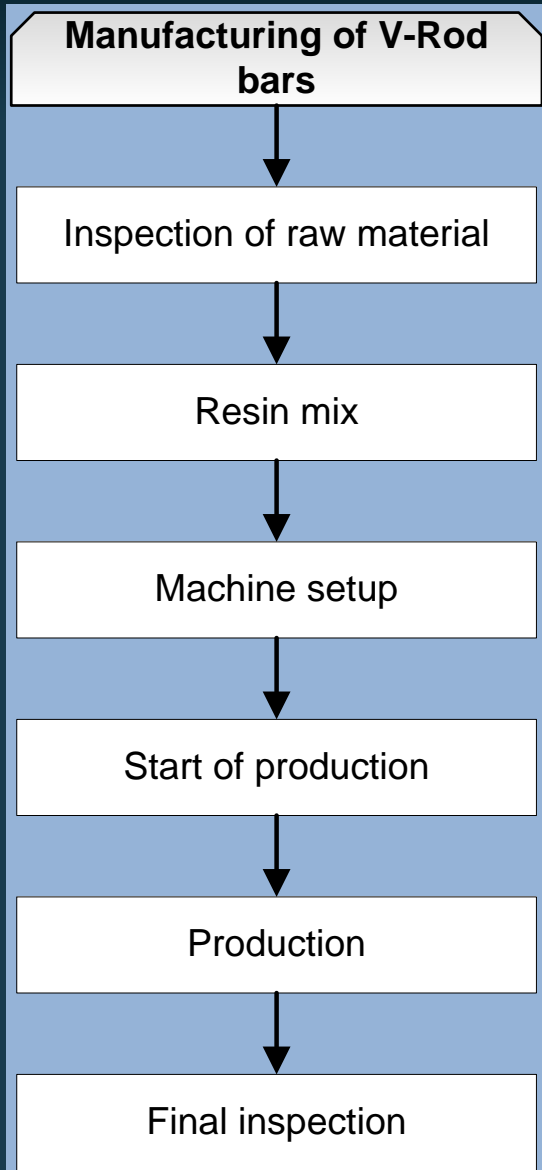 Manufacturing of V-Rod
bars
Inspection of raw material
Resin mix
Machine setup
Start of production
Production
Final inspection